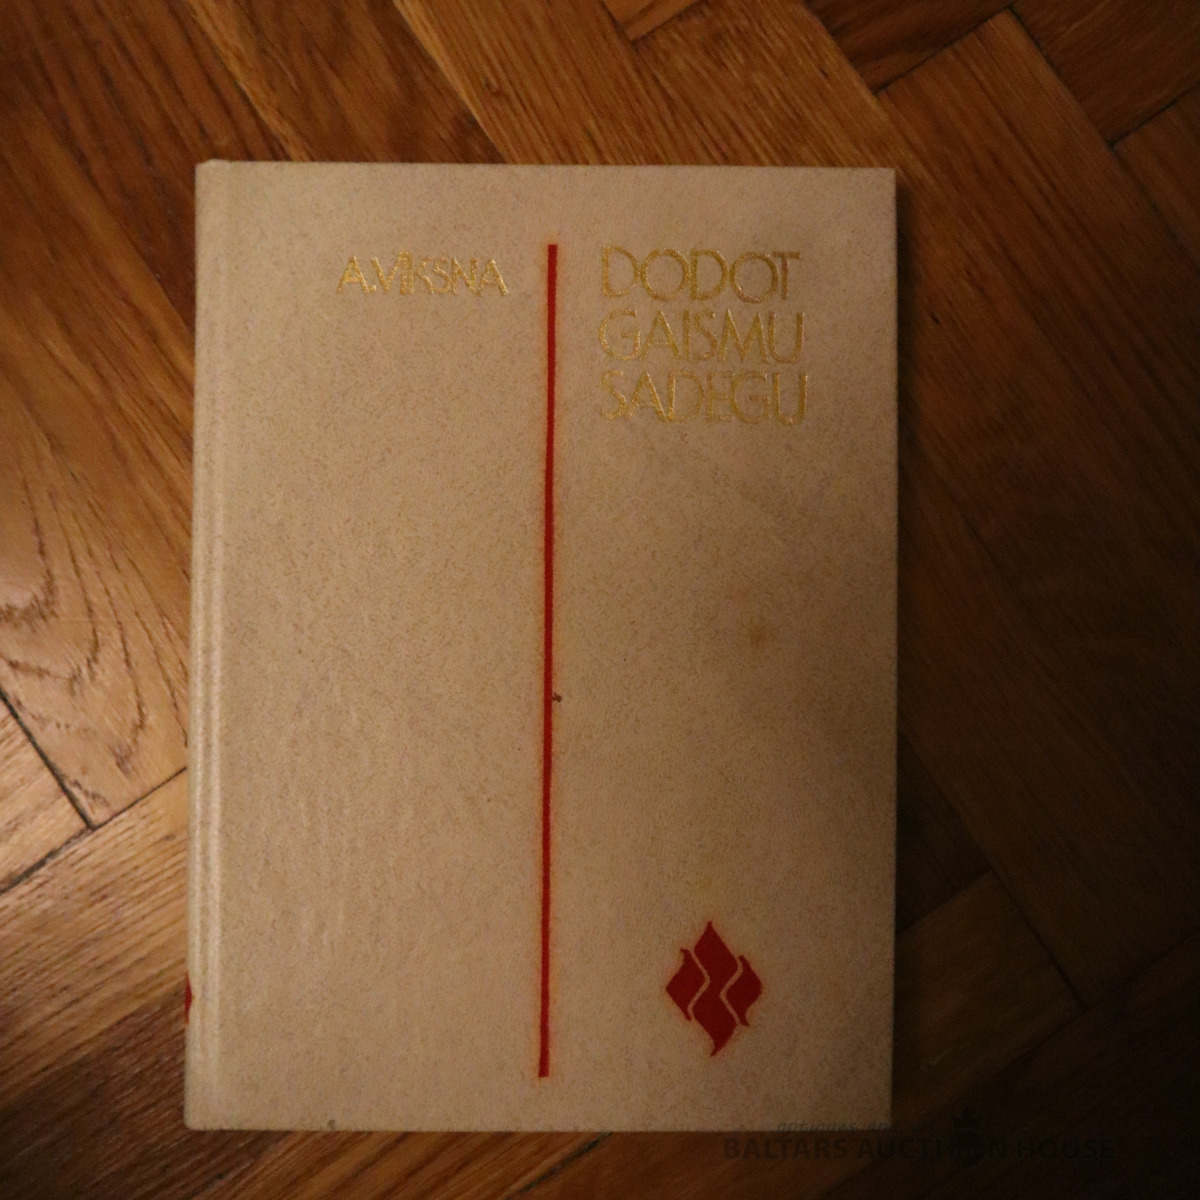 A.VĪKSNA
DODOT
GAISMU
SADEGU
BALTARS AUCTION HOUSE